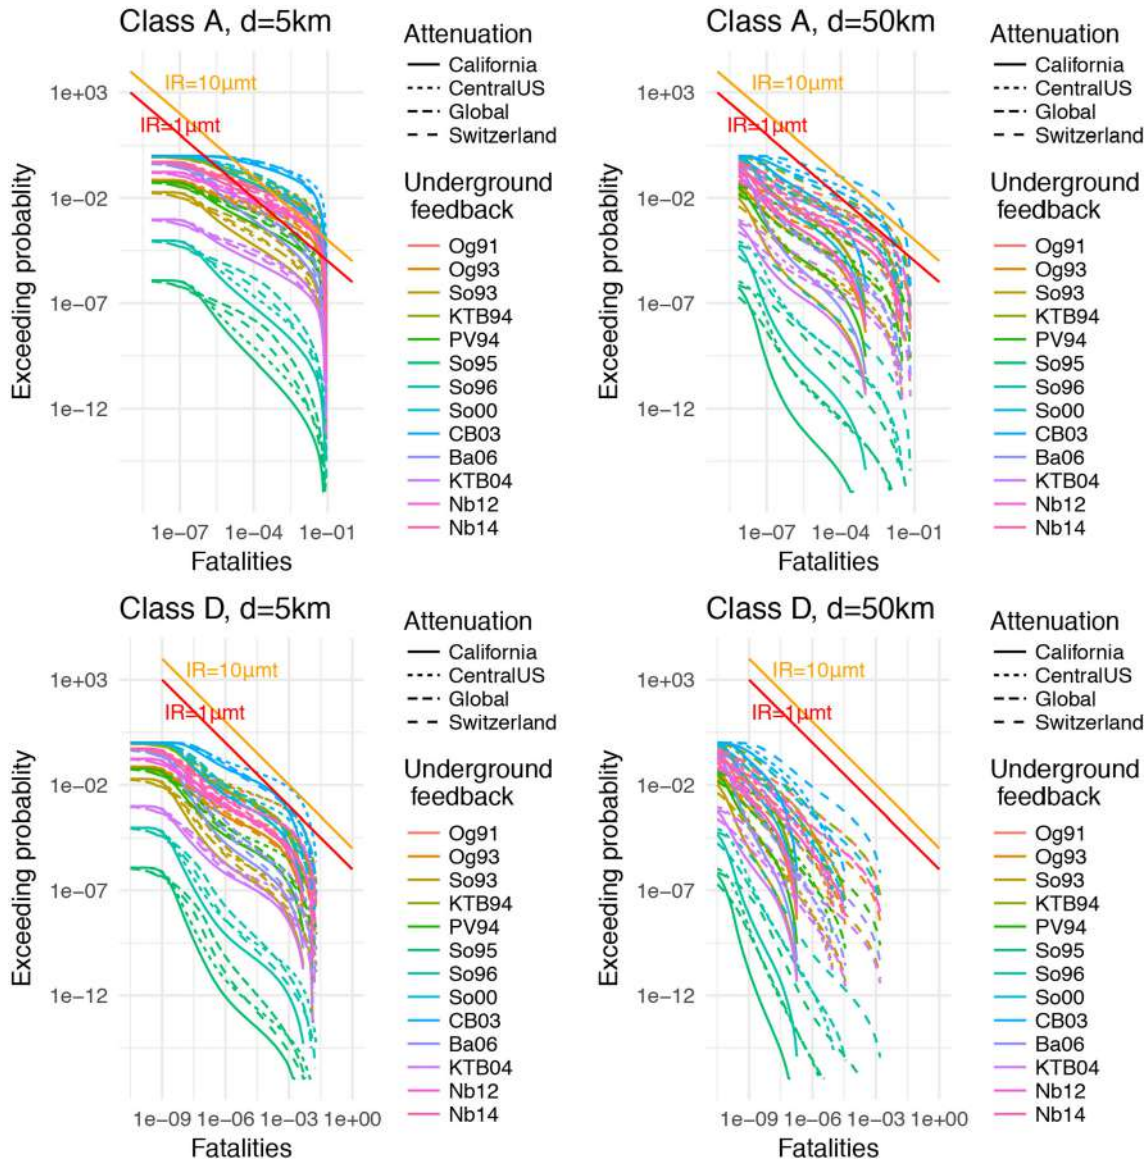 Class A, d=5km
Exceeding probablity
1e+03
1e−02
1e−07
1e−12
IR=10µmt
IR=1µmt
1e−07 1e−04 1e−01
Fatalities
Attenuation
California
CentralUS
Global
Switzerland
Underground
feedback
Og91
Og93
So93
KTB94
PV94
So95
So96
So00
CB03
Ba06
KTB04
Nb12
Nb14
Class A, d=50km
Exceeding probablity
1e+03
1e−02
1e−07
1e−12
IR=10µmt
IR=1µmt
1e−07 1e−04 1e−01
Fatalities
Attenuation
California
CentralUS
Global
Switzerland
Underground
feedback
Og91
Og93
So93
KTB94
PV94
So95
So96
So00
CB03
Ba06
KTB04
Nb12
Nb14
Class D, d=5km
Exceeding probablity
1e+03
1e−02
1e−07
1e−12
IR=10µmt
IR=1µmt
1e−09 1e−06 1e−03 1e+00
Fatalities
Attenuation
California
CentralUS
Global
Switzerland
Underground
feedback
Og91
Og93
So93
KTB94
PV94
So95
So96
So00
CB03
Ba06
KTB04
Nb12
Nb14
Class D, d=50km
Exceeding probablity
1e+03
1e−02
1e−07
1e−12
IR=10µmt
IR=1µmt
1e−09 1e−06 1e−03 1e+00
Fatalities
Attenuation
California
CentralUS
Global
Switzerland
Underground
feedback
Og91
Og93
So93
KTB94
PV94
So95
So96
So00
CB03
Ba06
KTB04
Nb12
Nb14